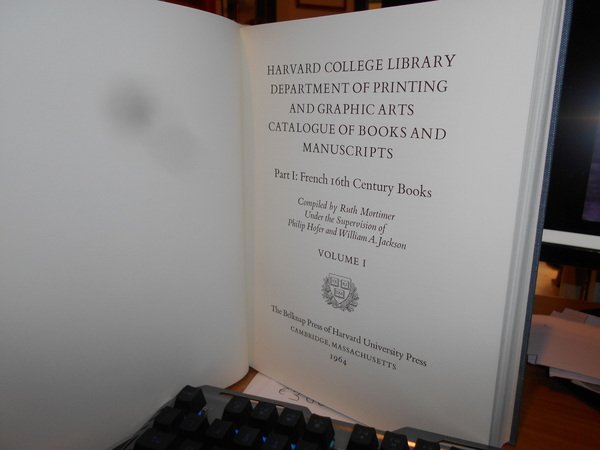 HARVARD COLLEGE LIBRARY
DEPARTMENT OF PRINTING
AND GRAPHIC ARTS
CATALOGUE OF BOOKS AND
MANUSCRIPTS
Part I: French 16th Century Books
Compiled by Ruth Mortimer
Under the Supervision of
Philip Hofer and William A. Jackson
VOLUME I
The Belknap Press of Harvard University Press
CAMBRIDGE, MASSACHUSETTS
1964